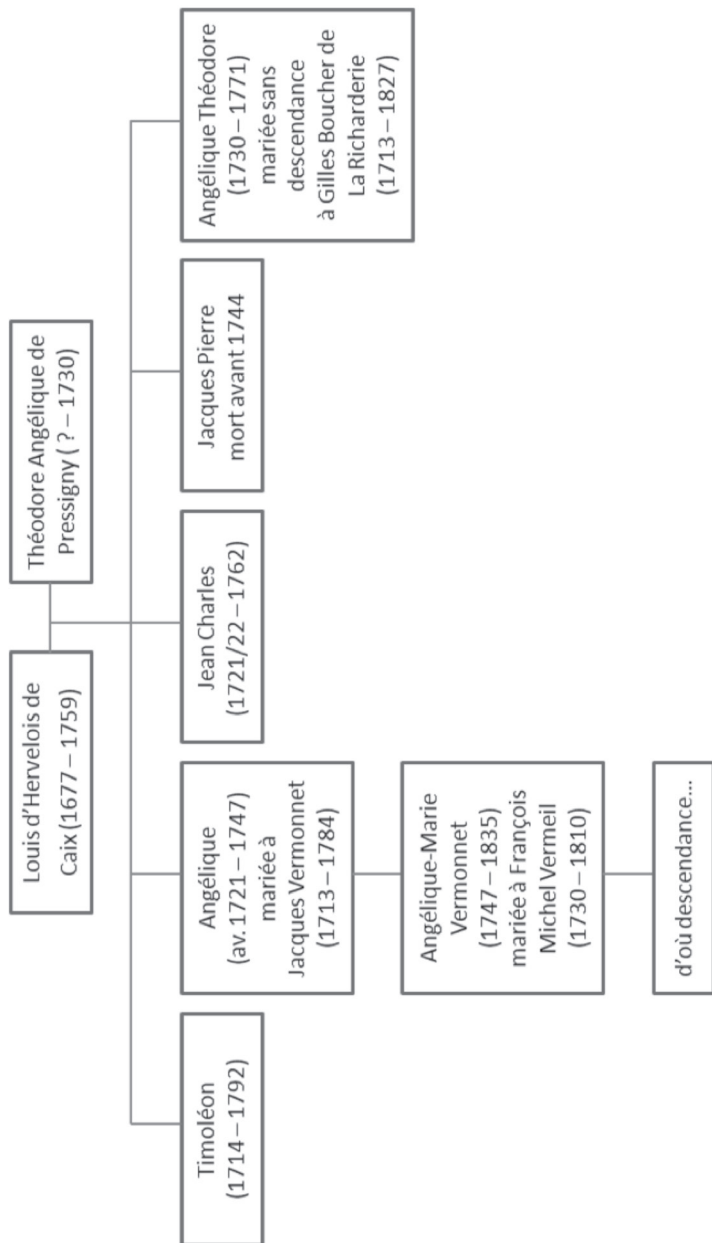 Louis d’Hervelois de
Caix (1677 – 1759)
Théodore Angélique de
Pressigny ( ? – 1730)
Timoléon
(1714 – 1792)
Angélique
(av. 1721 – 1747)
mariée à
Jacques Vermonnet
(1713 – 1784)
Jean Charles
(1721/22 – 1762)
Jacques Pierre
mort avant 1744
Angélique Théodore
(1730 – 1771)
mariée sans
descendance
à Gilles Boucher de
La Richarderie
(1713 – 1827)
Angélique-Marie
Vermonnet
(1747 – 1835)
mariée à François
Michel Vermeil
(1730 – 1810)
d’où descendance...